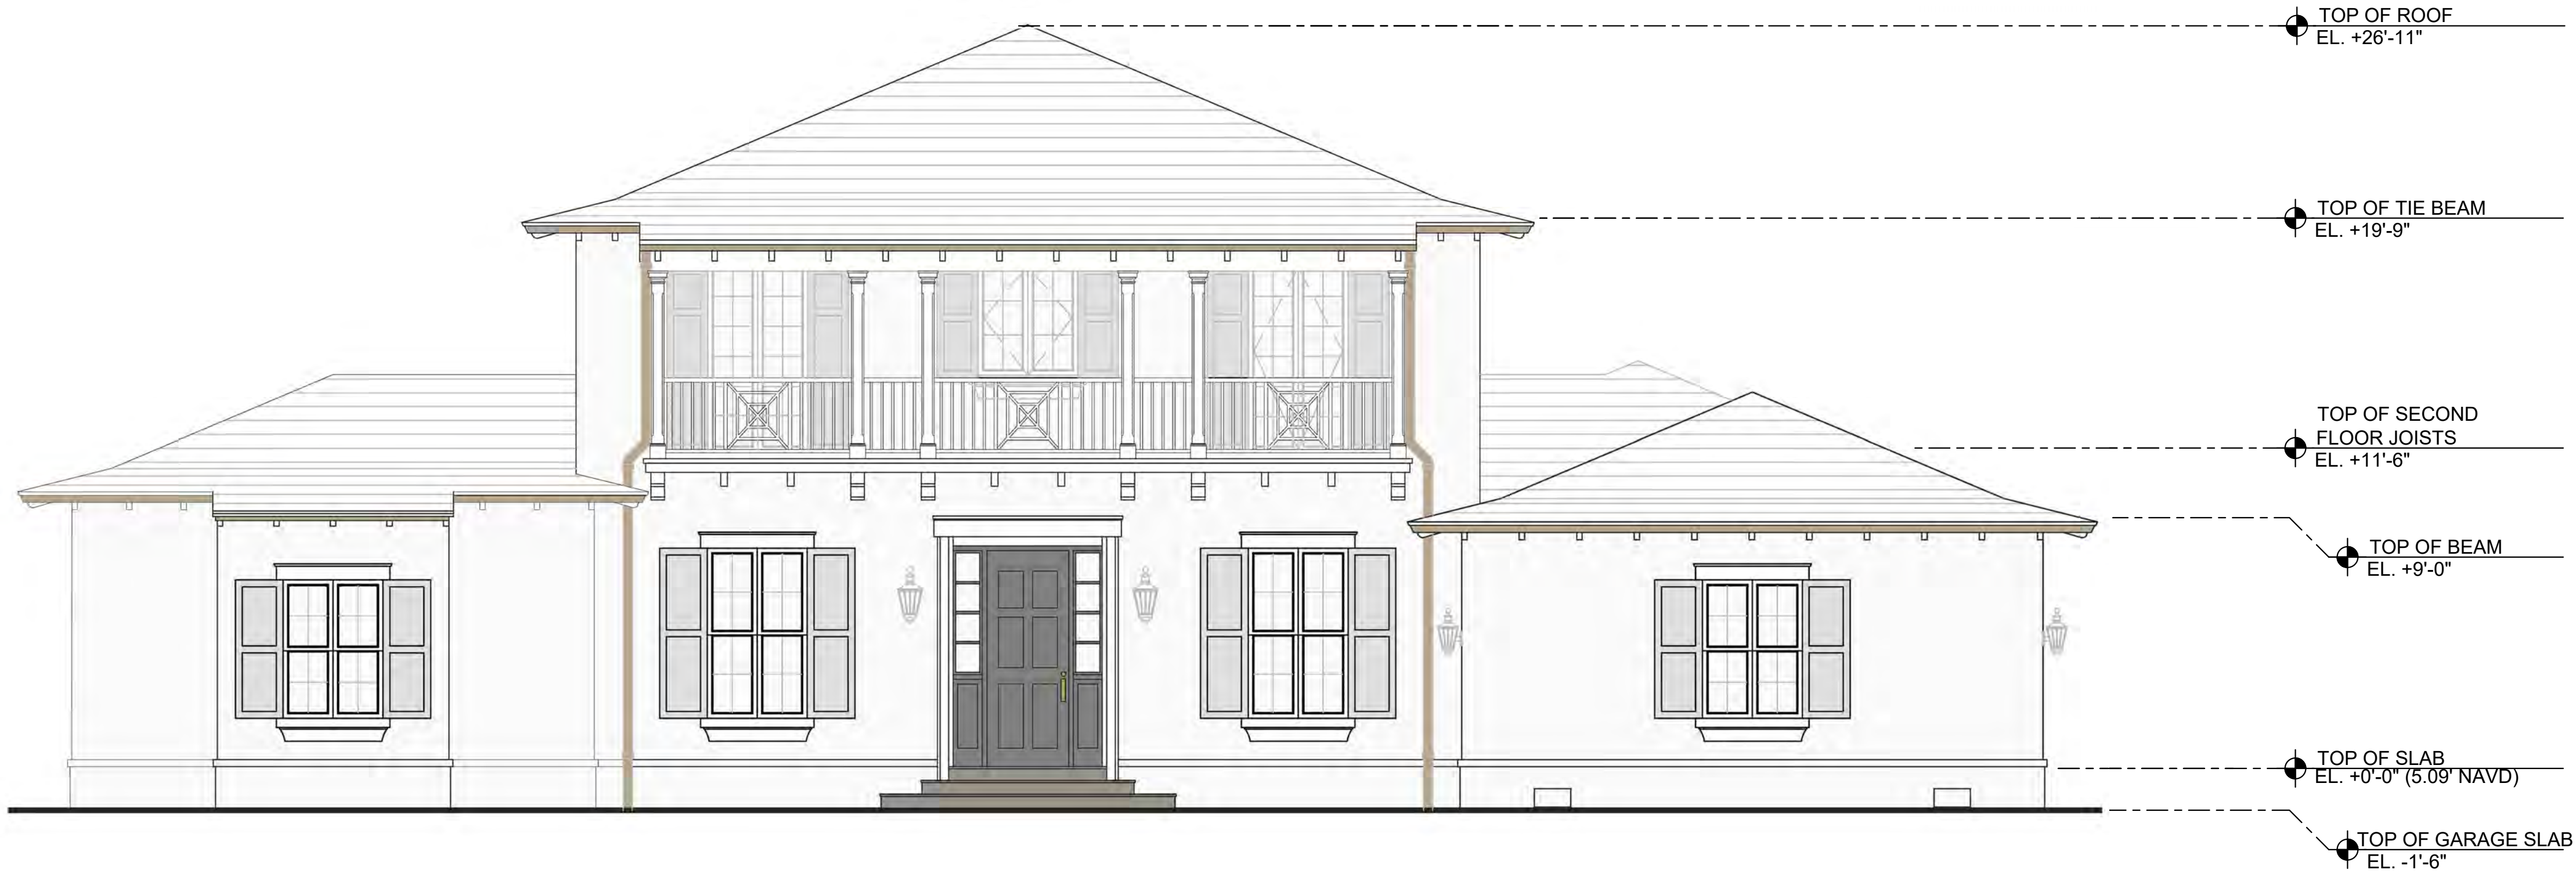 TOP OF ROOF
EL. +26'-11"
TOP OF TIE BEAM
EL. +19'-9"
TOP OF SECOND
FLOOR JOISTS
EL. +11'-6"
TOP OF BEAM
EL. +9'-0"
TOP OF SLAB
EL. +0'-0" (5.09' NAVD)
TOP OF GARAGE SLAB
EL. -1'-6"